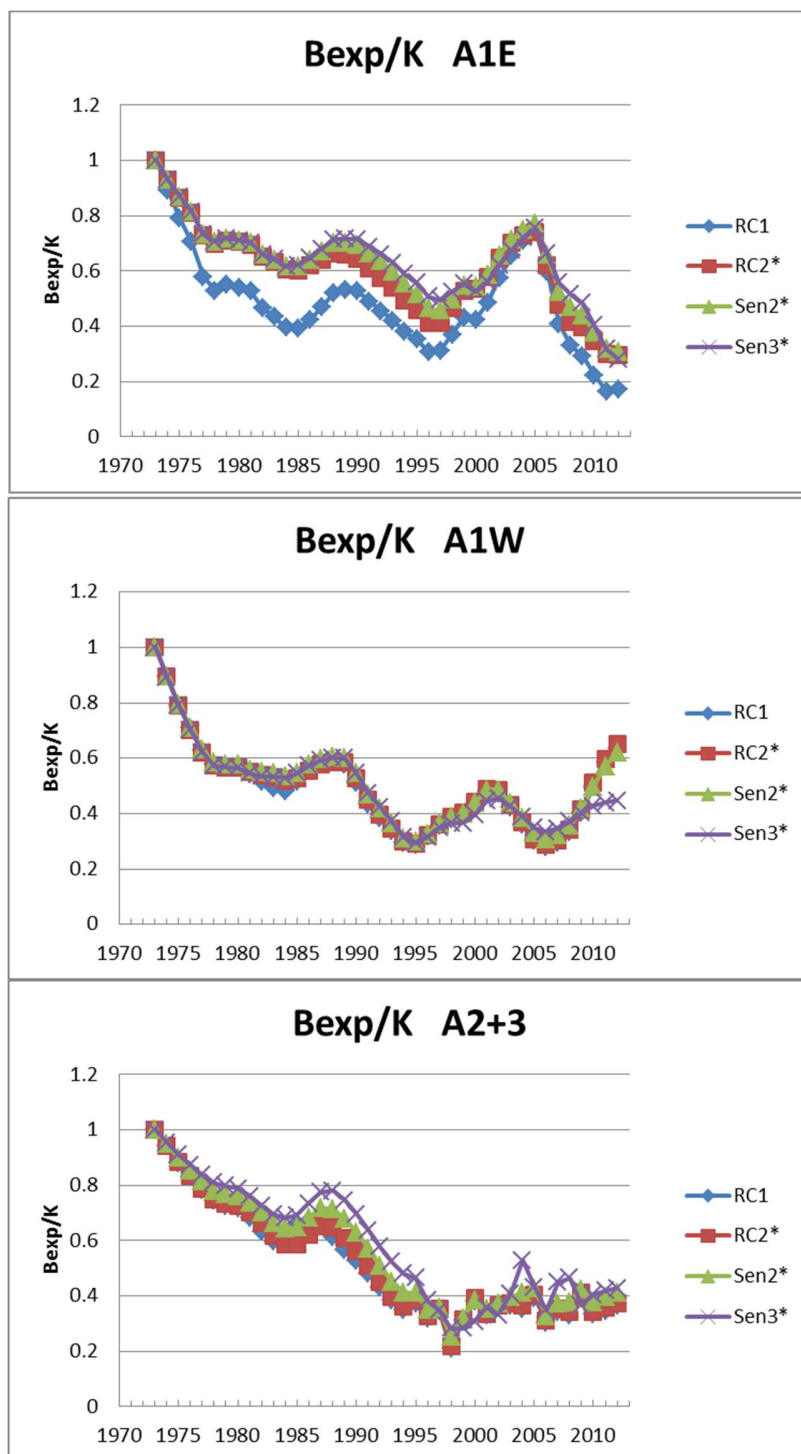 Bexp/K A1E
1.2
1
0.8
0.6
0.4
0.2
0
Bexp/K
1970 1975 1980 1985 1990 1995 2000 2005 2010
RC1
RC2*
Sen2*
Sen3*
Bexp/K A1W
1.2
1
0.8
0.6
0.4
0.2
0
Bexp/K
1970 1975 1980 1985 1990 1995 2000 2005 2010
RC1
RC2*
Sen2*
Sen3*
Bexp/K A2+3
1.2
1
0.8
0.6
0.4
0.2
0
Bexp/K
1970 1975 1980 1985 1990 1995 2000 2005 2010
RC1
RC2*
Sen2*
Sen3*